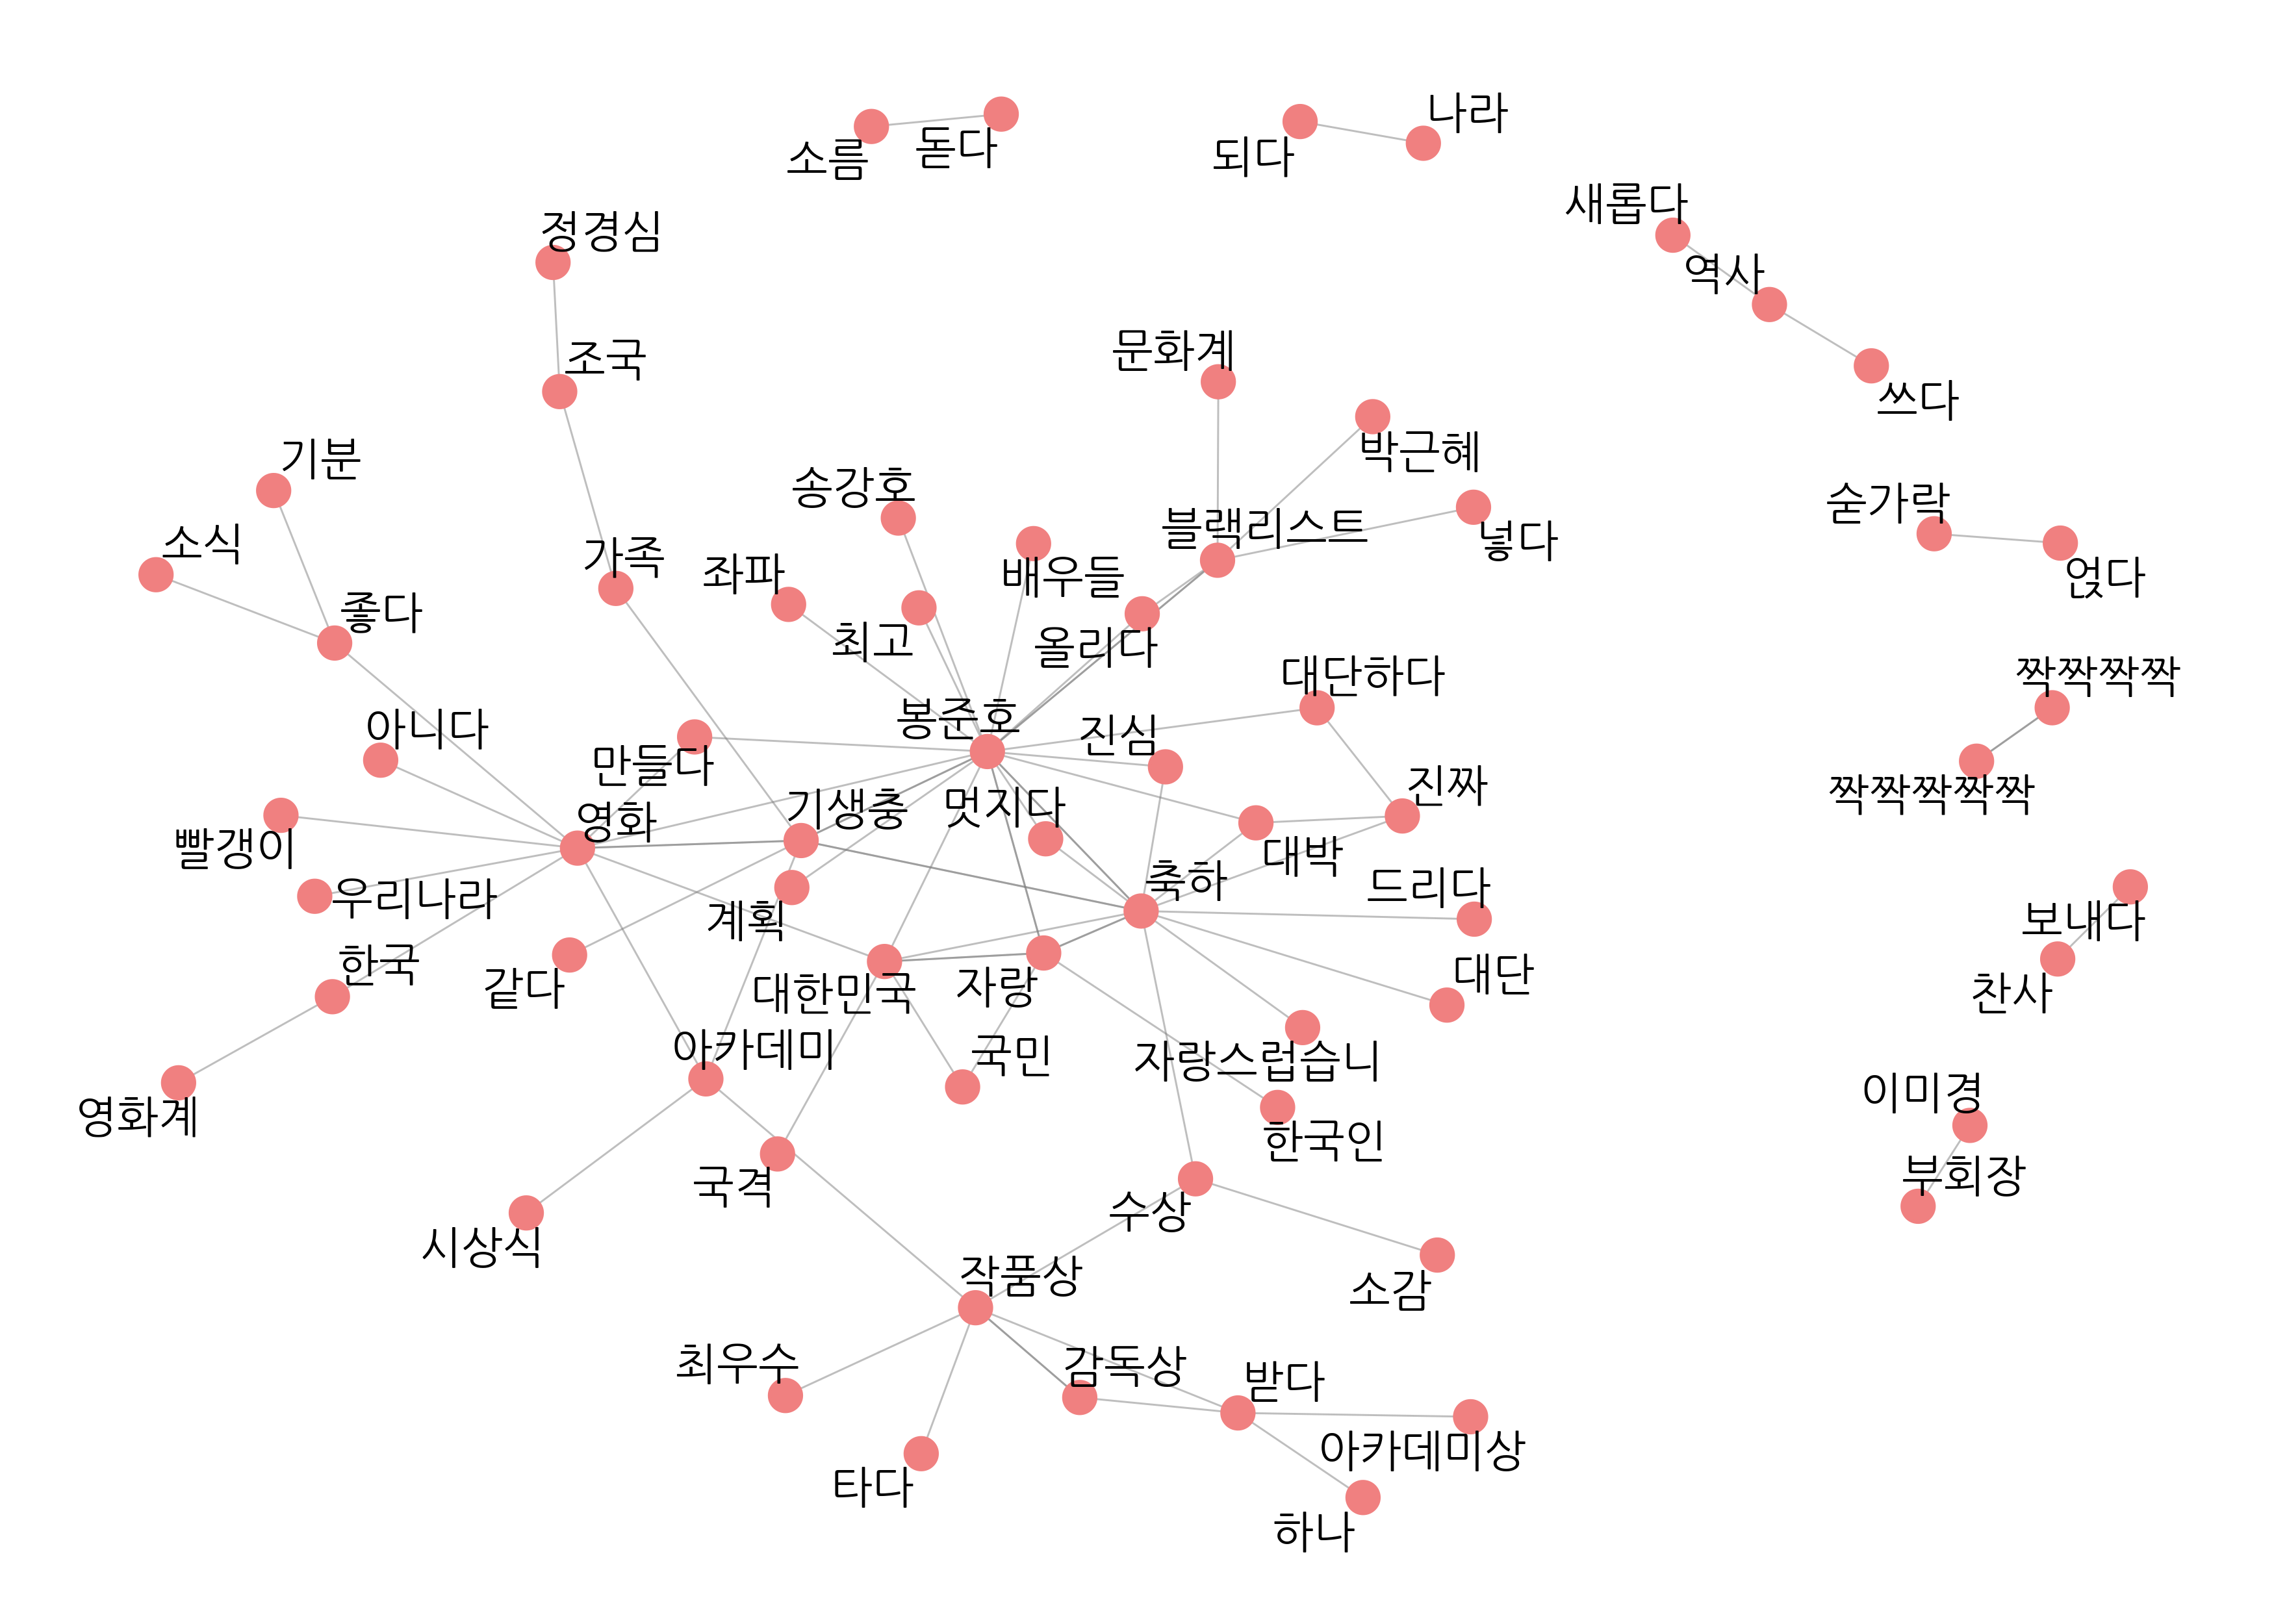 나라
소름
돋다
되다
새롭다
정경심
역사
조국
문화계
쓰다
박근혜
기분
송강호
숟가락
소식
블랙리스트
넣다
가족
좌파
배우들
얹다
좋다
최고
올리다
대단하다
짝짝짝짝
아니다
봉준호
진심
만들다
진짜
짝짝짝짝짝
영화
기생충
멋지다
빨갱이
대박
축하
드리다
우리나라
계획
보내다
한국
같다
대한민국
자랑
대단
찬사
아카데미
국민
자랑스럽습니
이미경
영화계
한국인
국격
수상
부회장
시상식
작품상
소감
최우수
감독상
받다
아카데미상
타다
하나